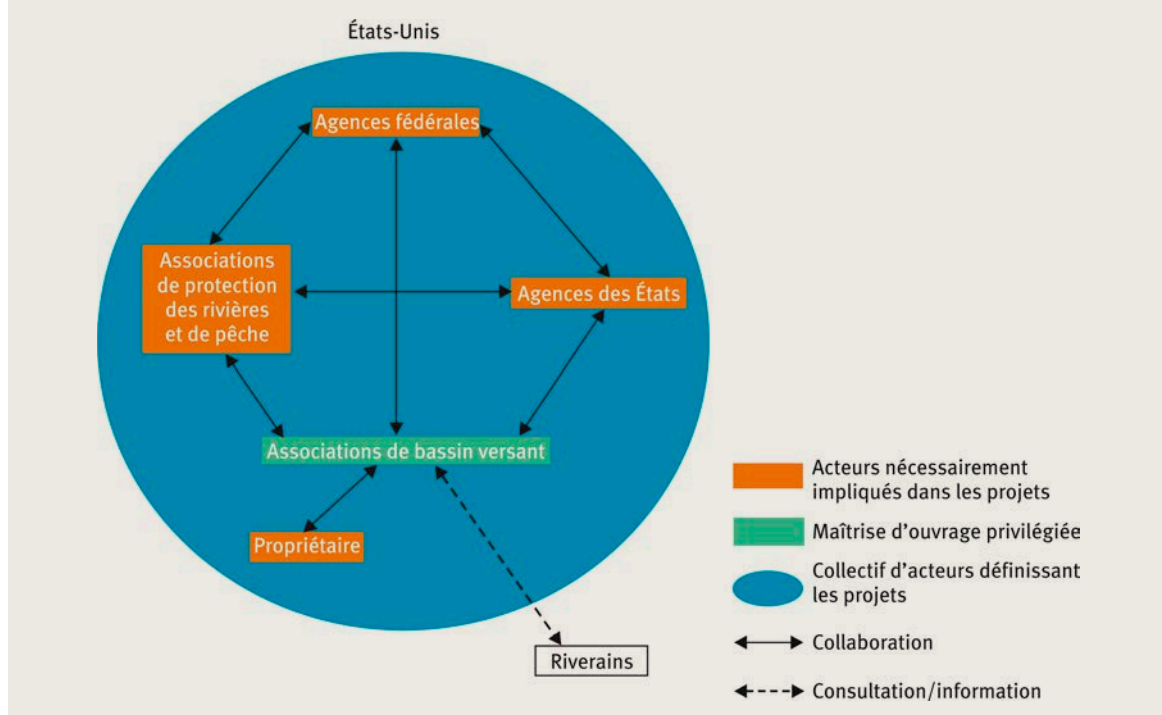 États-Unis
Agences fédérales
Associations
de protection
des rivières
et de pêche
Agences des États
Associations de bassin versant
Propriétaire
Riverains
Acteurs nécessairement
impliqués dans les projets
Maîtrise d'ouvrage privilégiée
Collectif d'acteurs définissant
les projets
Collaboration
Consultation/information